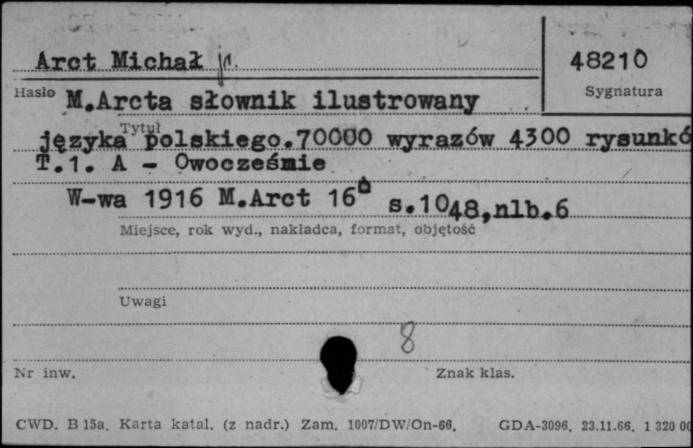 Arct Michał jr.
48210
Hasło
Sygnatura
M.Arcta słownik ilustrowany
Tytuł
języka polskiego.70000 wyrazów 4300 rysunkó
T.1. A - Owocześnie
W-wa 1916 M.Arct 16° s.1048,nlb.6
Miejsce, rok wyd., nakładca, format, objętość
Uwagi
8
Nr inw.
Znak klas.
CWD. B 15a. Karta katal. (z nadr.) Zam. 1007/DW/On-66. GDA-3096. 23.11.66. 1 320 00